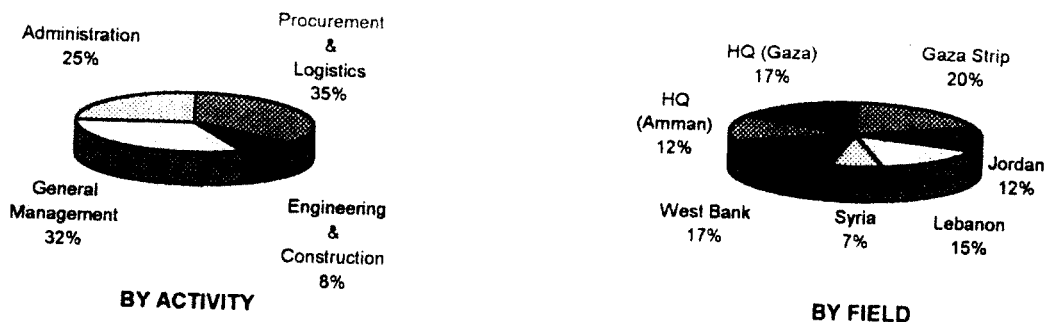 Administration
25%
Procurement
&
Logistics
35%
General
Management
32%
Engineering
&
Construction
8%
BY ACTIVITY
HQ (Gaza)
17%
Gaza Strip
20%
HQ
(Amman)
12%
Jordan
12%
West Bank
17%
Syria
7%
Lebanon
15%
BY FIELD